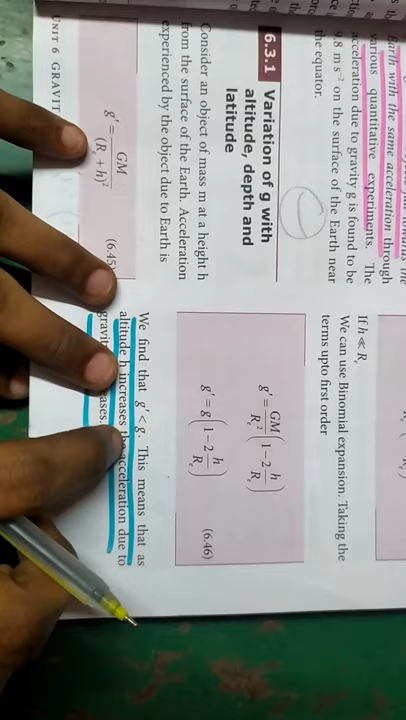 Earth with the same acceleration through
various quantitative experiments. The
acceleration due to gravity g is found to be
9.8 m s⁻² on the surface of the Earth near
the equator.
6.3.1 Variation of g with
altitude, depth and
latitude
Consider an object of mass m at a height h
from the surface of the Earth. Acceleration
experienced by the object due to Earth is
g' = GM/(Rₑ + h)² (6.45)
UNIT 6 GRAVIT
If h ≪ Rₑ
We can use Binomial expansion. Taking the
terms upto first order
g' = GM/Rₑ² (1 − 2 h/Rₑ)
g' = g (1 − 2 h/Rₑ) (6.46)
We find that g' < g. This means that as
altitude h increases the acceleration due to